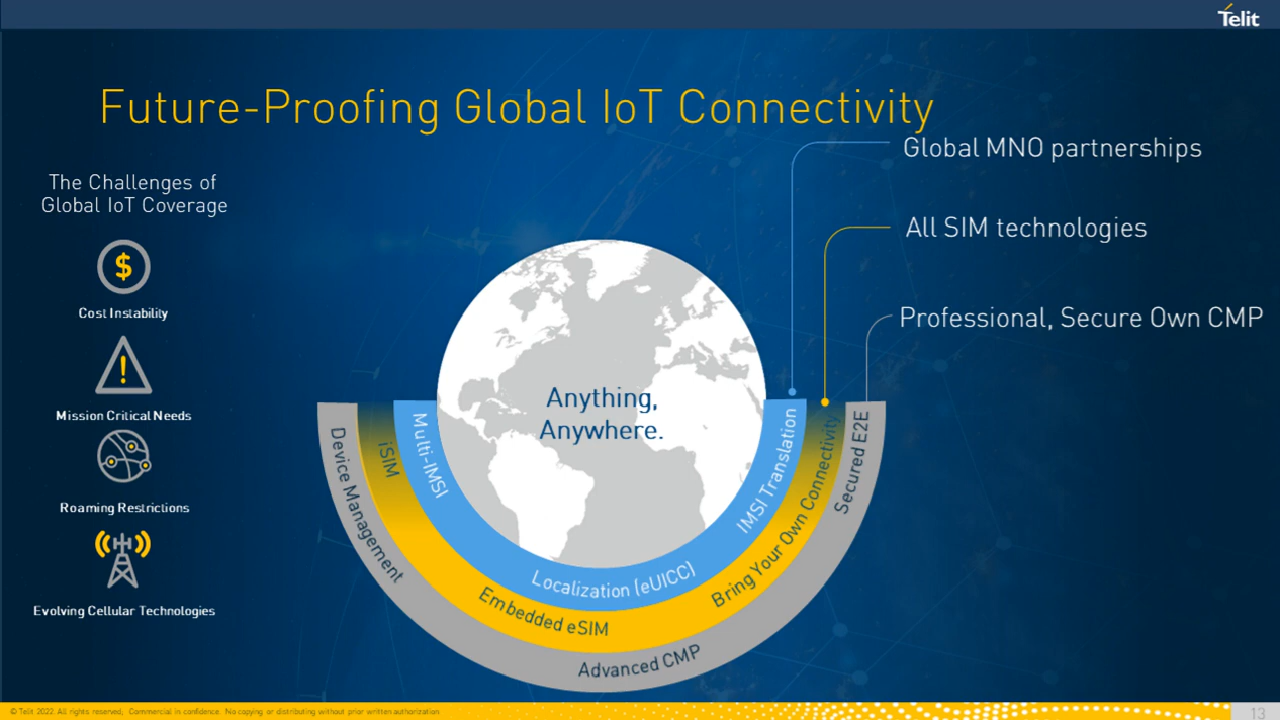 Telit
Future-Proofing Global IoT Connectivity
The Challenges of
Global IoT Coverage
$
Cost Instability
!
Mission Critical Needs
Roaming Restrictions
Evolving Cellular Technologies
Global MNO partnerships
All SIM technologies
Professional, Secure Own CMP
Anything,
Anywhere.
Multi-IMSI
Localization (eUICC)
IMSI Translation
iSIM
Embedded eSIM
Bring Your Own Connectivity
Device Management
Advanced CMP
Secured E2E
© Telit 2022: All rights reserved; Commercial in confidence. No copying or distributing without prior written authorization
13